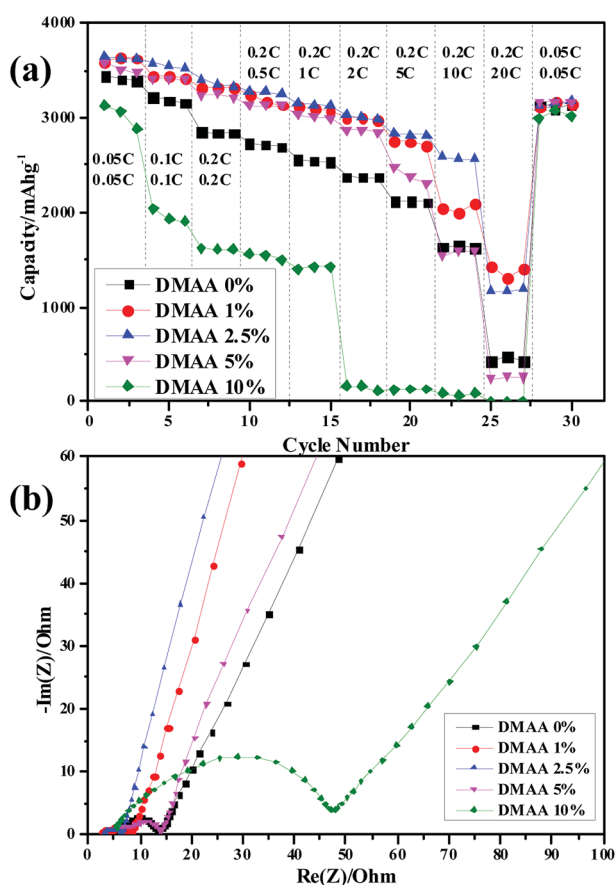 (a)
Capacity/mAhg⁻¹
4000
3000
2000
1000
0
0.2C 0.2C 0.2C 0.2C 0.2C 0.2C 0.05C
0.5C 1C 2C 5C 10C 20C 0.05C
0.05C 0.1C 0.2C
0.05C 0.1C 0.2C
DMAA 0%
DMAA 1%
DMAA 2.5%
DMAA 5%
DMAA 10%
0 5 10 15 20 25 30
Cycle Number
(b)
-Im(Z)/Ohm
60
50
40
30
20
10
0
DMAA 0%
DMAA 1%
DMAA 2.5%
DMAA 5%
DMAA 10%
0 10 20 30 40 50 60 70 80 90 100
Re(Z)/Ohm